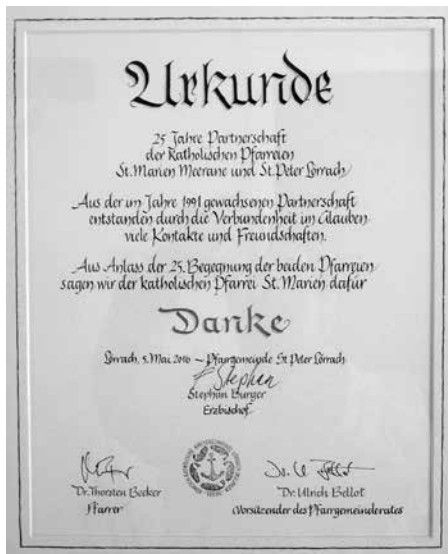 Urkunde
25 Jahre Partnerschaft
der Katholischen Pfarreien
St. Marien Meerane und St. Peter Lörrach
Aus der im Jahre 1991 gewachsenen Partnerschaft
entstanden durch die Verbundenheit im Glauben
viele Kontakte und Freundschaften.
Aus Anlass der 25. Begegnung der beiden Pfarreien
sagen wir der katholischen Pfarrei St. Marien dafür
Danke
Lörrach, 5. Mai 2016 – Pfarrgemeinde St. Peter Lörrach
Stephan
Stephan Burger
Erzbischof
Dr. Thorsten Becker
Pfarrer
Dr. Ulrich Bellot
Vorsitzender des Pfarrgemeinderates